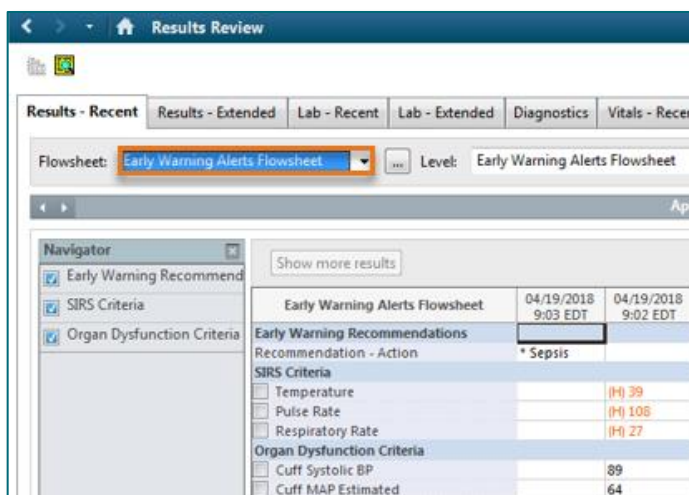 Results Review
Results - Recent Results - Extended Lab - Recent Lab - Extended Diagnostics Vitals - Rece
Flowsheet: Early Warning Alerts Flowsheet ... Level: Early Warning Alerts Flowsheet
Ap
Navigator
Early Warning Recommend
SIRS Criteria
Organ Dysfunction Criteria
Show more results
Early Warning Alerts Flowsheet 04/19/2018 9:03 EDT 04/19/2018 9:02 EDT
Early Warning Recommendations
Recommendation - Action * Sepsis
SIRS Criteria
Temperature (H) 39
Pulse Rate (H) 108
Respiratory Rate (H) 27
Organ Dysfunction Criteria
Cuff Systolic BP 89
Cuff MAP Estimated 64